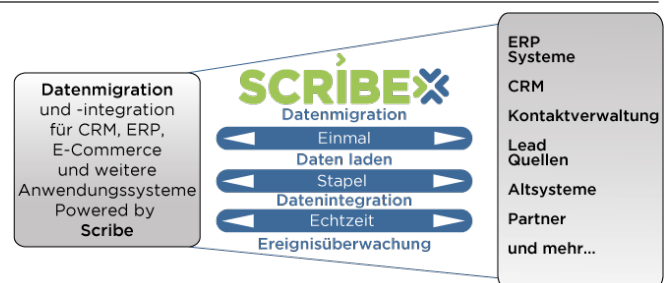 Datenmigration
und -integration
für CRM, ERP,
E-Commerce
und weitere
Anwendungssysteme
Powered by
Scribe
SCRIBE
Datenmigration
Einmal
Daten laden
Stapel
Datenintegration
Echtzeit
Ereignisüberwachung
ERP
Systeme
CRM
Kontaktverwaltung
Lead
Quellen
Altsysteme
Partner
und mehr...